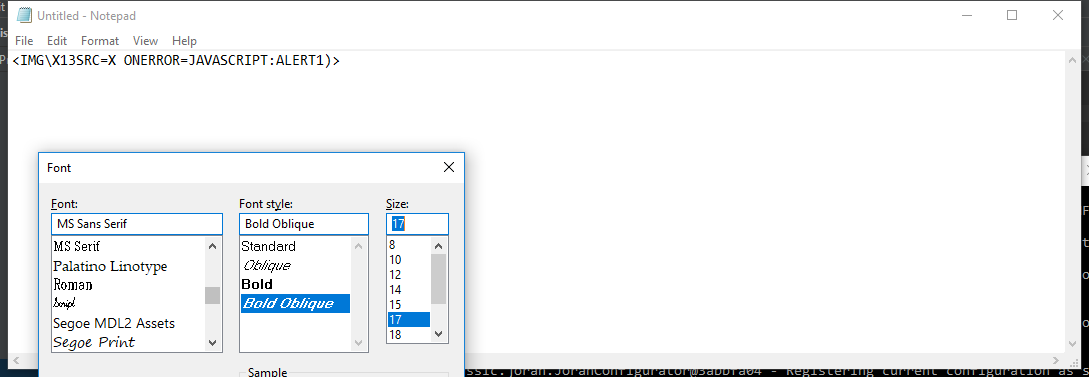 Untitled - Notepad
File Edit Format View Help
<IMG\X13SRC=X ONERROR=JAVASCRIPT:ALERT1)>
Font
Font: Font style: Size:
MS Sans Serif Bold Oblique 17
MS Serif Standard 8
Palatino Linotype Oblique 10
Roman Bold 12
Script Bold Oblique 14
Segoe MDL2 Assets 15
Segoe Print 17
18
Sample
ssic.joran.JoranConfigurator@3abbfa04 - Registering current configuration as s